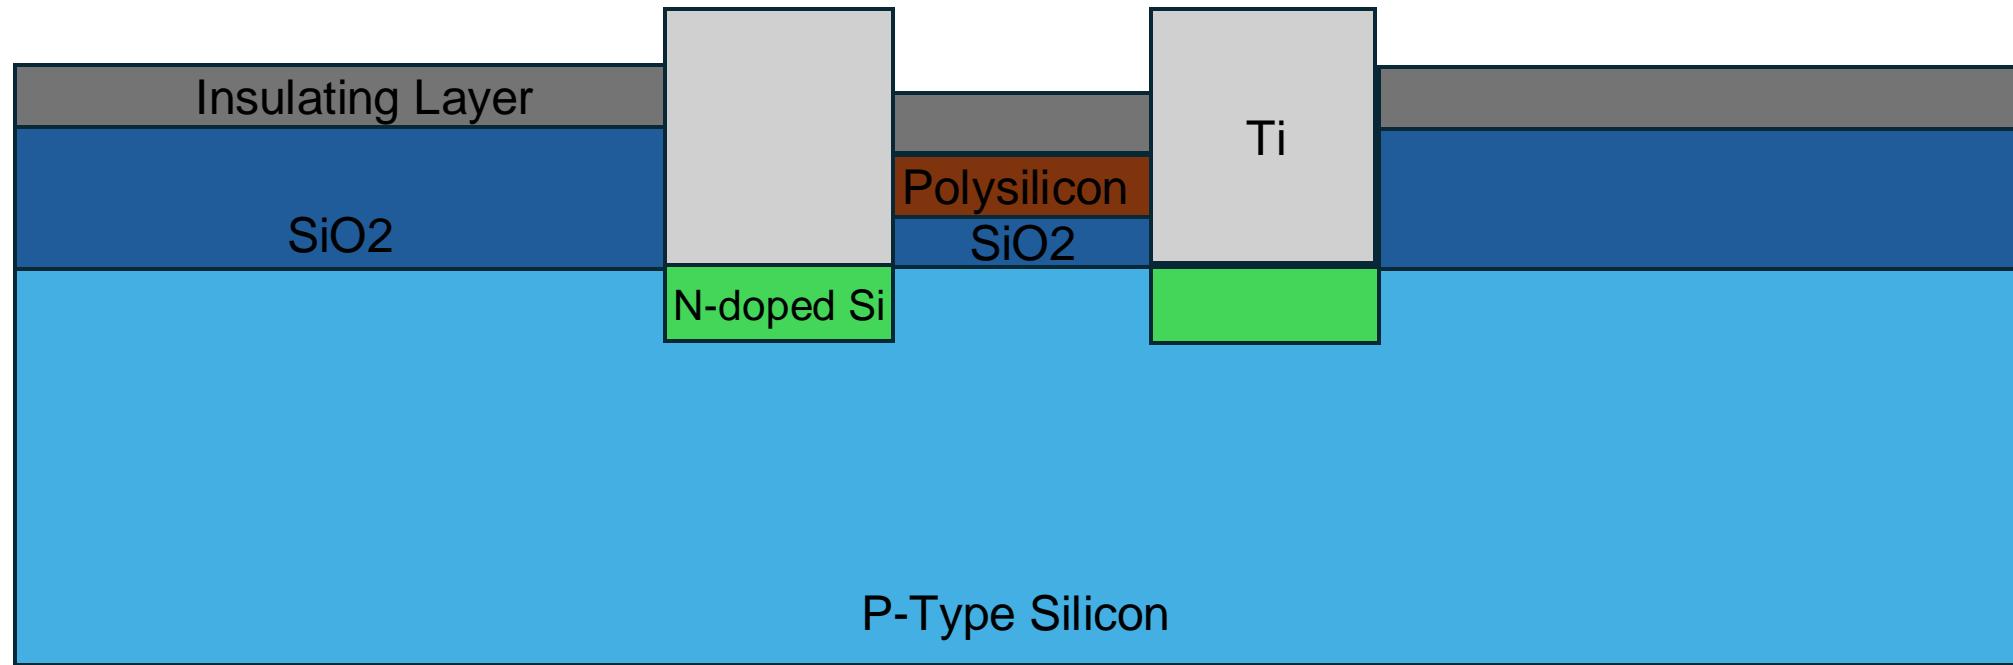 Insulating Layer
Ti
Polysilicon
SiO2
SiO2
N-doped Si
P-Type Silicon